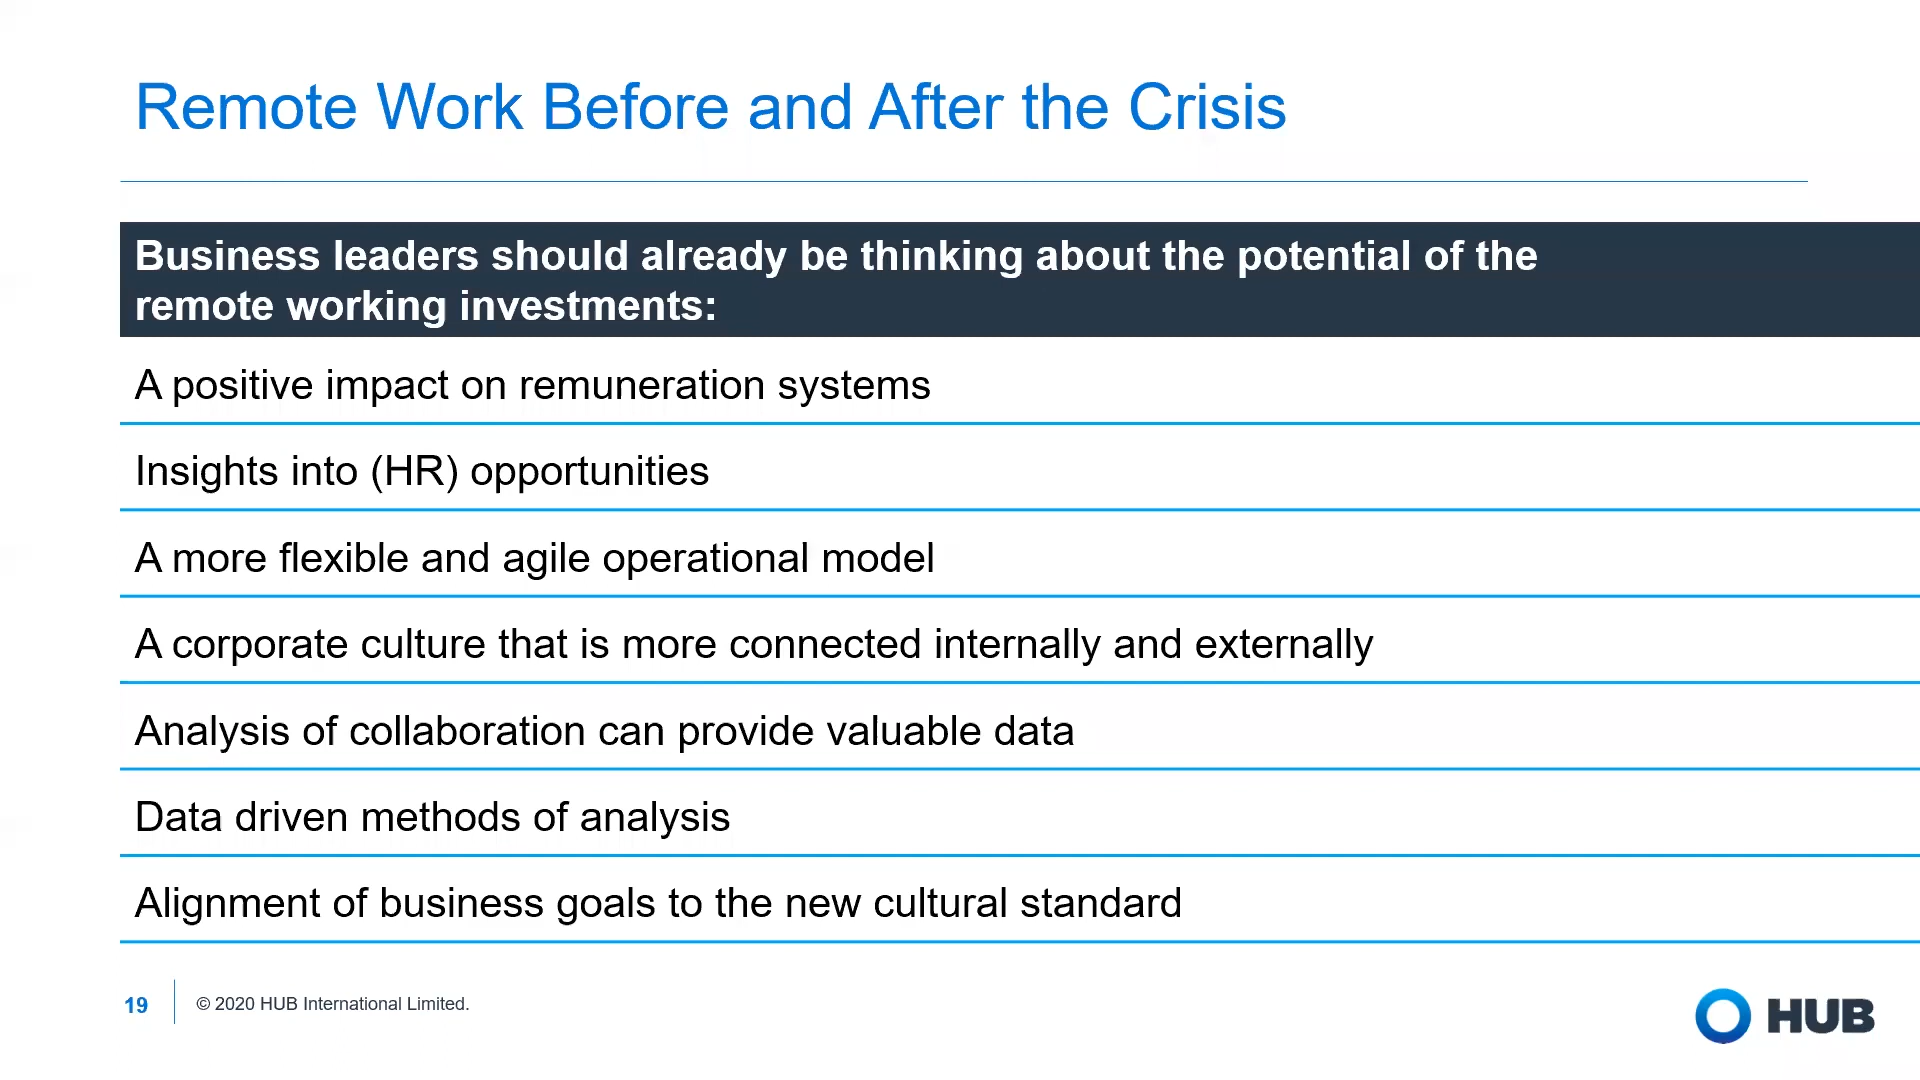 Remote Work Before and After the Crisis
Business leaders should already be thinking about the potential of the
remote working investments:
A positive impact on remuneration systems
Insights into (HR) opportunities
A more flexible and agile operational model
A corporate culture that is more connected internally and externally
Analysis of collaboration can provide valuable data
Data driven methods of analysis
Alignment of business goals to the new cultural standard
19
© 2020 HUB International Limited.
HUB